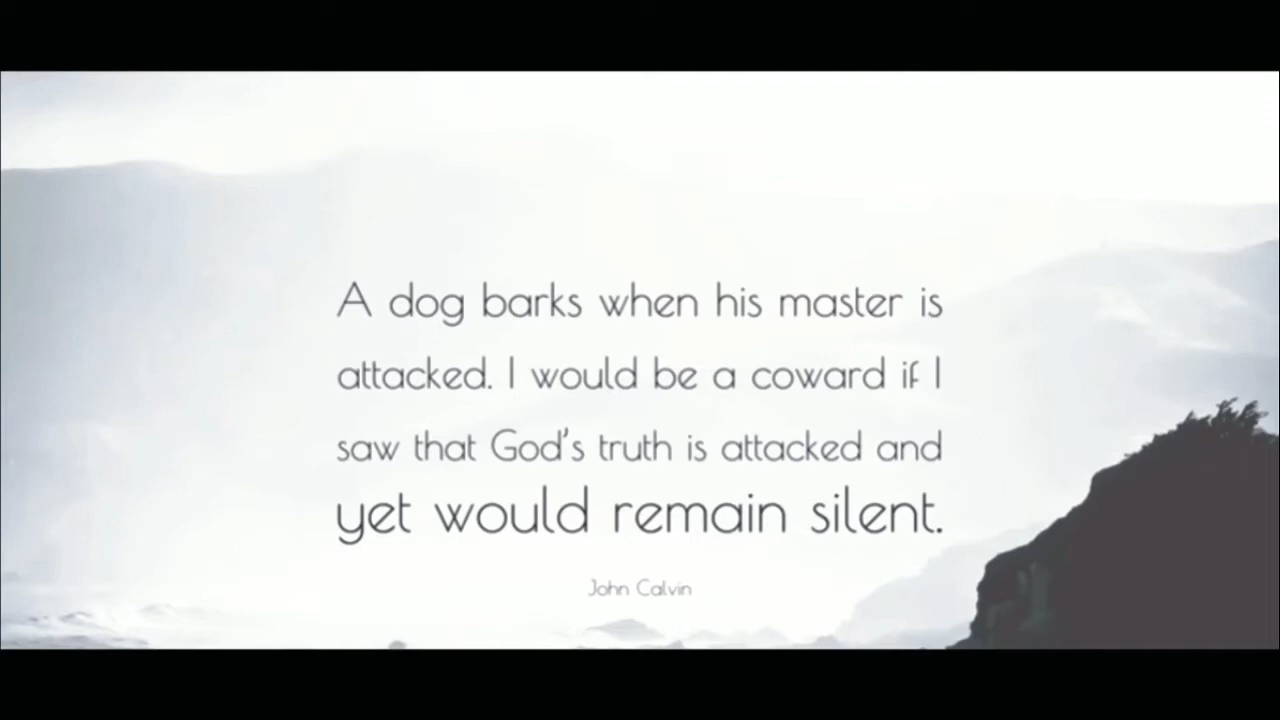 A dog barks when his master is
attacked. I would be a coward if I
saw that God's truth is attacked and
yet would remain silent.
John Calvin